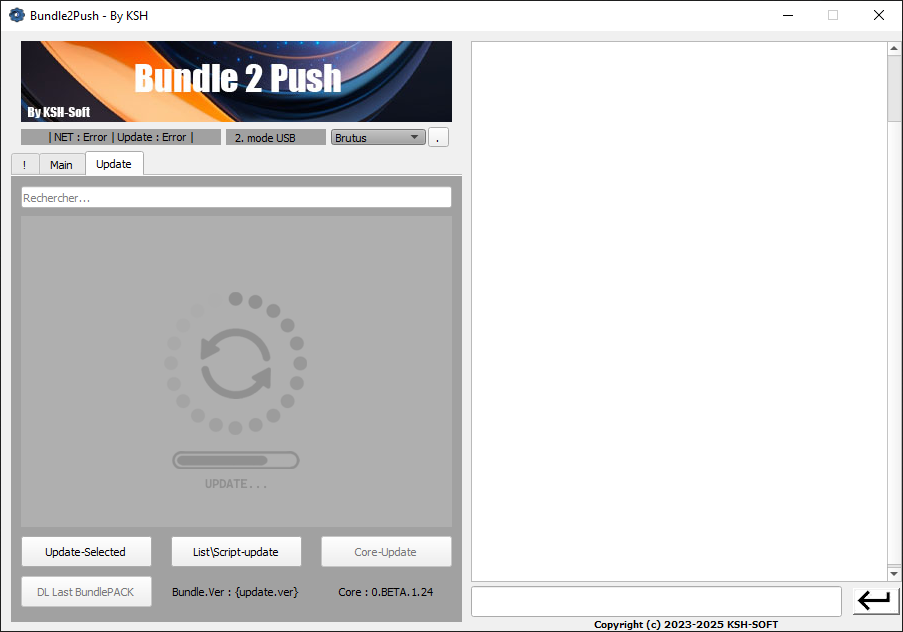 Bundle2Push - By KSH
Bundle 2 Push
By KSH-Soft
| NET : Error | Update : Error |
2. mode USB
Brutus
.
!
Main
Update
Rechercher...
UPDATE...
Update-Selected
List\Script-update
Core-Update
DL Last BundlePACK
Bundle.Ver : {update.ver}
Core : 0.BETA.1.24
Copyright (c) 2023-2025 KSH-SOFT